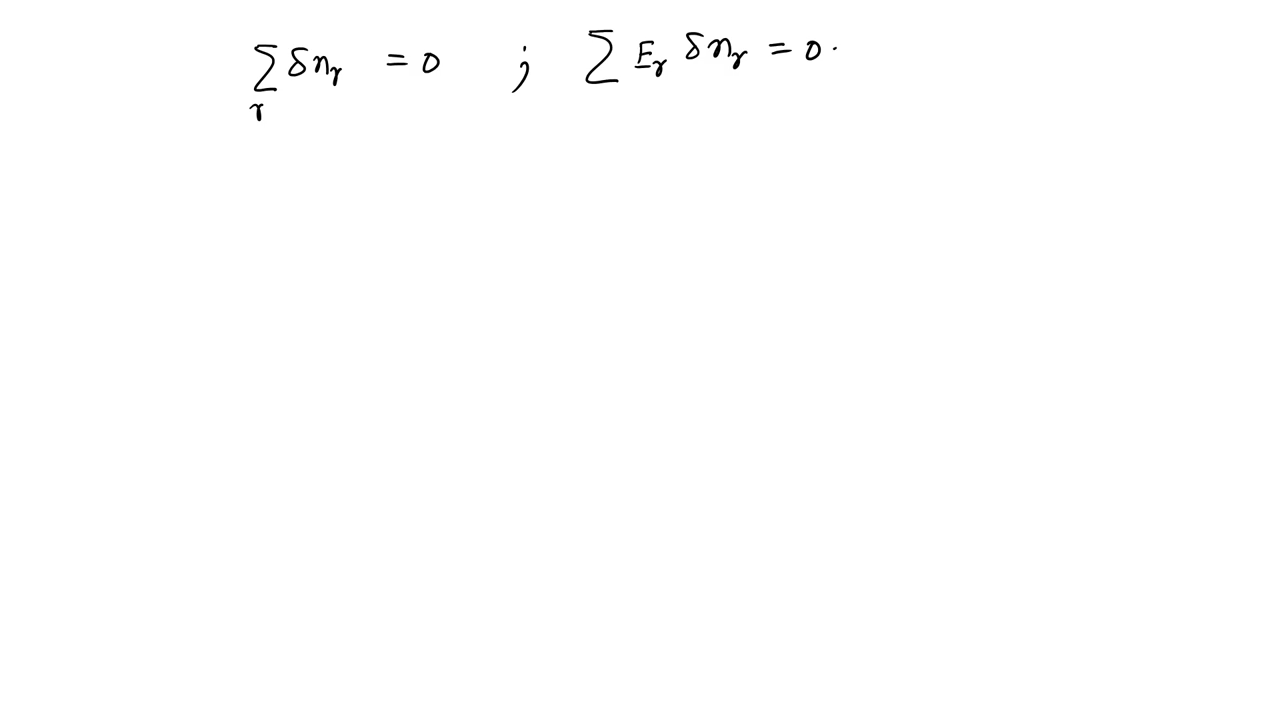 ∑_r δn_r = 0 ; ∑ E_r δn_r = 0.